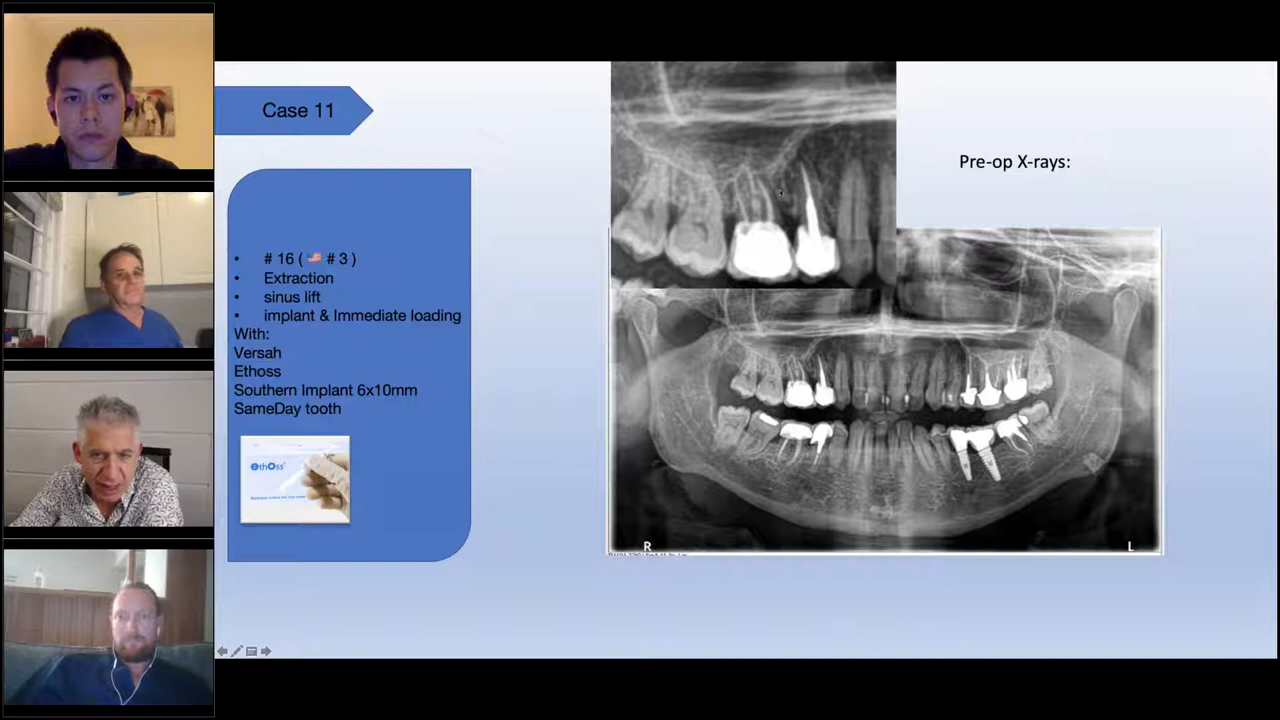 Case 11
Pre-op X-rays:
• # 16 ( 🇺🇸 # 3 )
• Extraction
• sinus lift
• implant & Immediate loading
With:
Versah
Ethoss
Southern Implant 6x10mm
SameDay tooth
ethOss
R
L